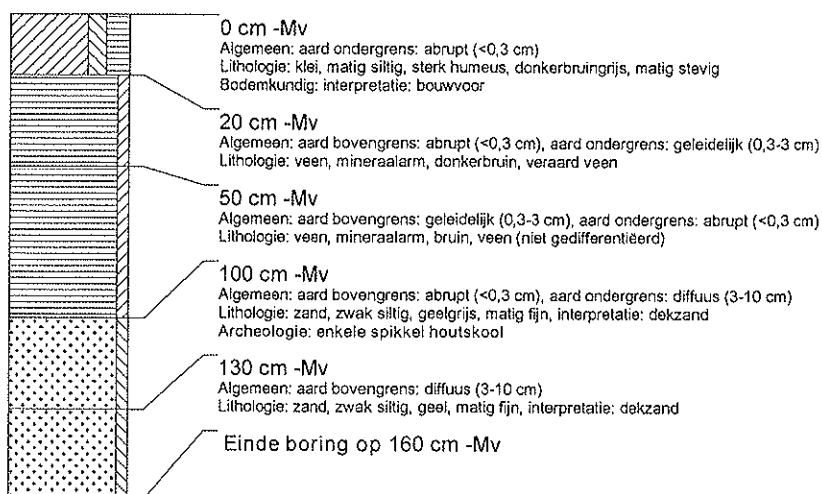 0 cm -Mv
Algemeen: aard ondergrens: abrupt (<0,3 cm)
Lithologie: klei, matig siltig, sterk humeus, donkerbruingrijs, matig stevig
Bodemkundig: interpretatie: bouwvoor
20 cm -Mv
Algemeen: aard bovengrens: abrupt (<0,3 cm), aard ondergrens: geleidelijk (0,3-3 cm)
Lithologie: veen, mineraalarm, donkerbruin, veraard veen
50 cm -Mv
Algemeen: aard bovengrens: geleidelijk (0,3-3 cm), aard ondergrens: abrupt (<0,3 cm)
Lithologie: veen, mineraalarm, bruin, veen (niet gedifferentiëerd)
100 cm -Mv
Algemeen: aard bovengrens: abrupt (<0,3 cm), aard ondergrens: diffuus (3-10 cm)
Lithologie: zand, zwak siltig, geelgrijs, matig fijn, interpretatie: dekzand
Archeologie: enkele spikkel houtskool
130 cm -Mv
Algemeen: aard bovengrens: diffuus (3-10 cm)
Lithologie: zand, zwak siltig, geel, matig fijn, interpretatie: dekzand
Einde boring op 160 cm -Mv